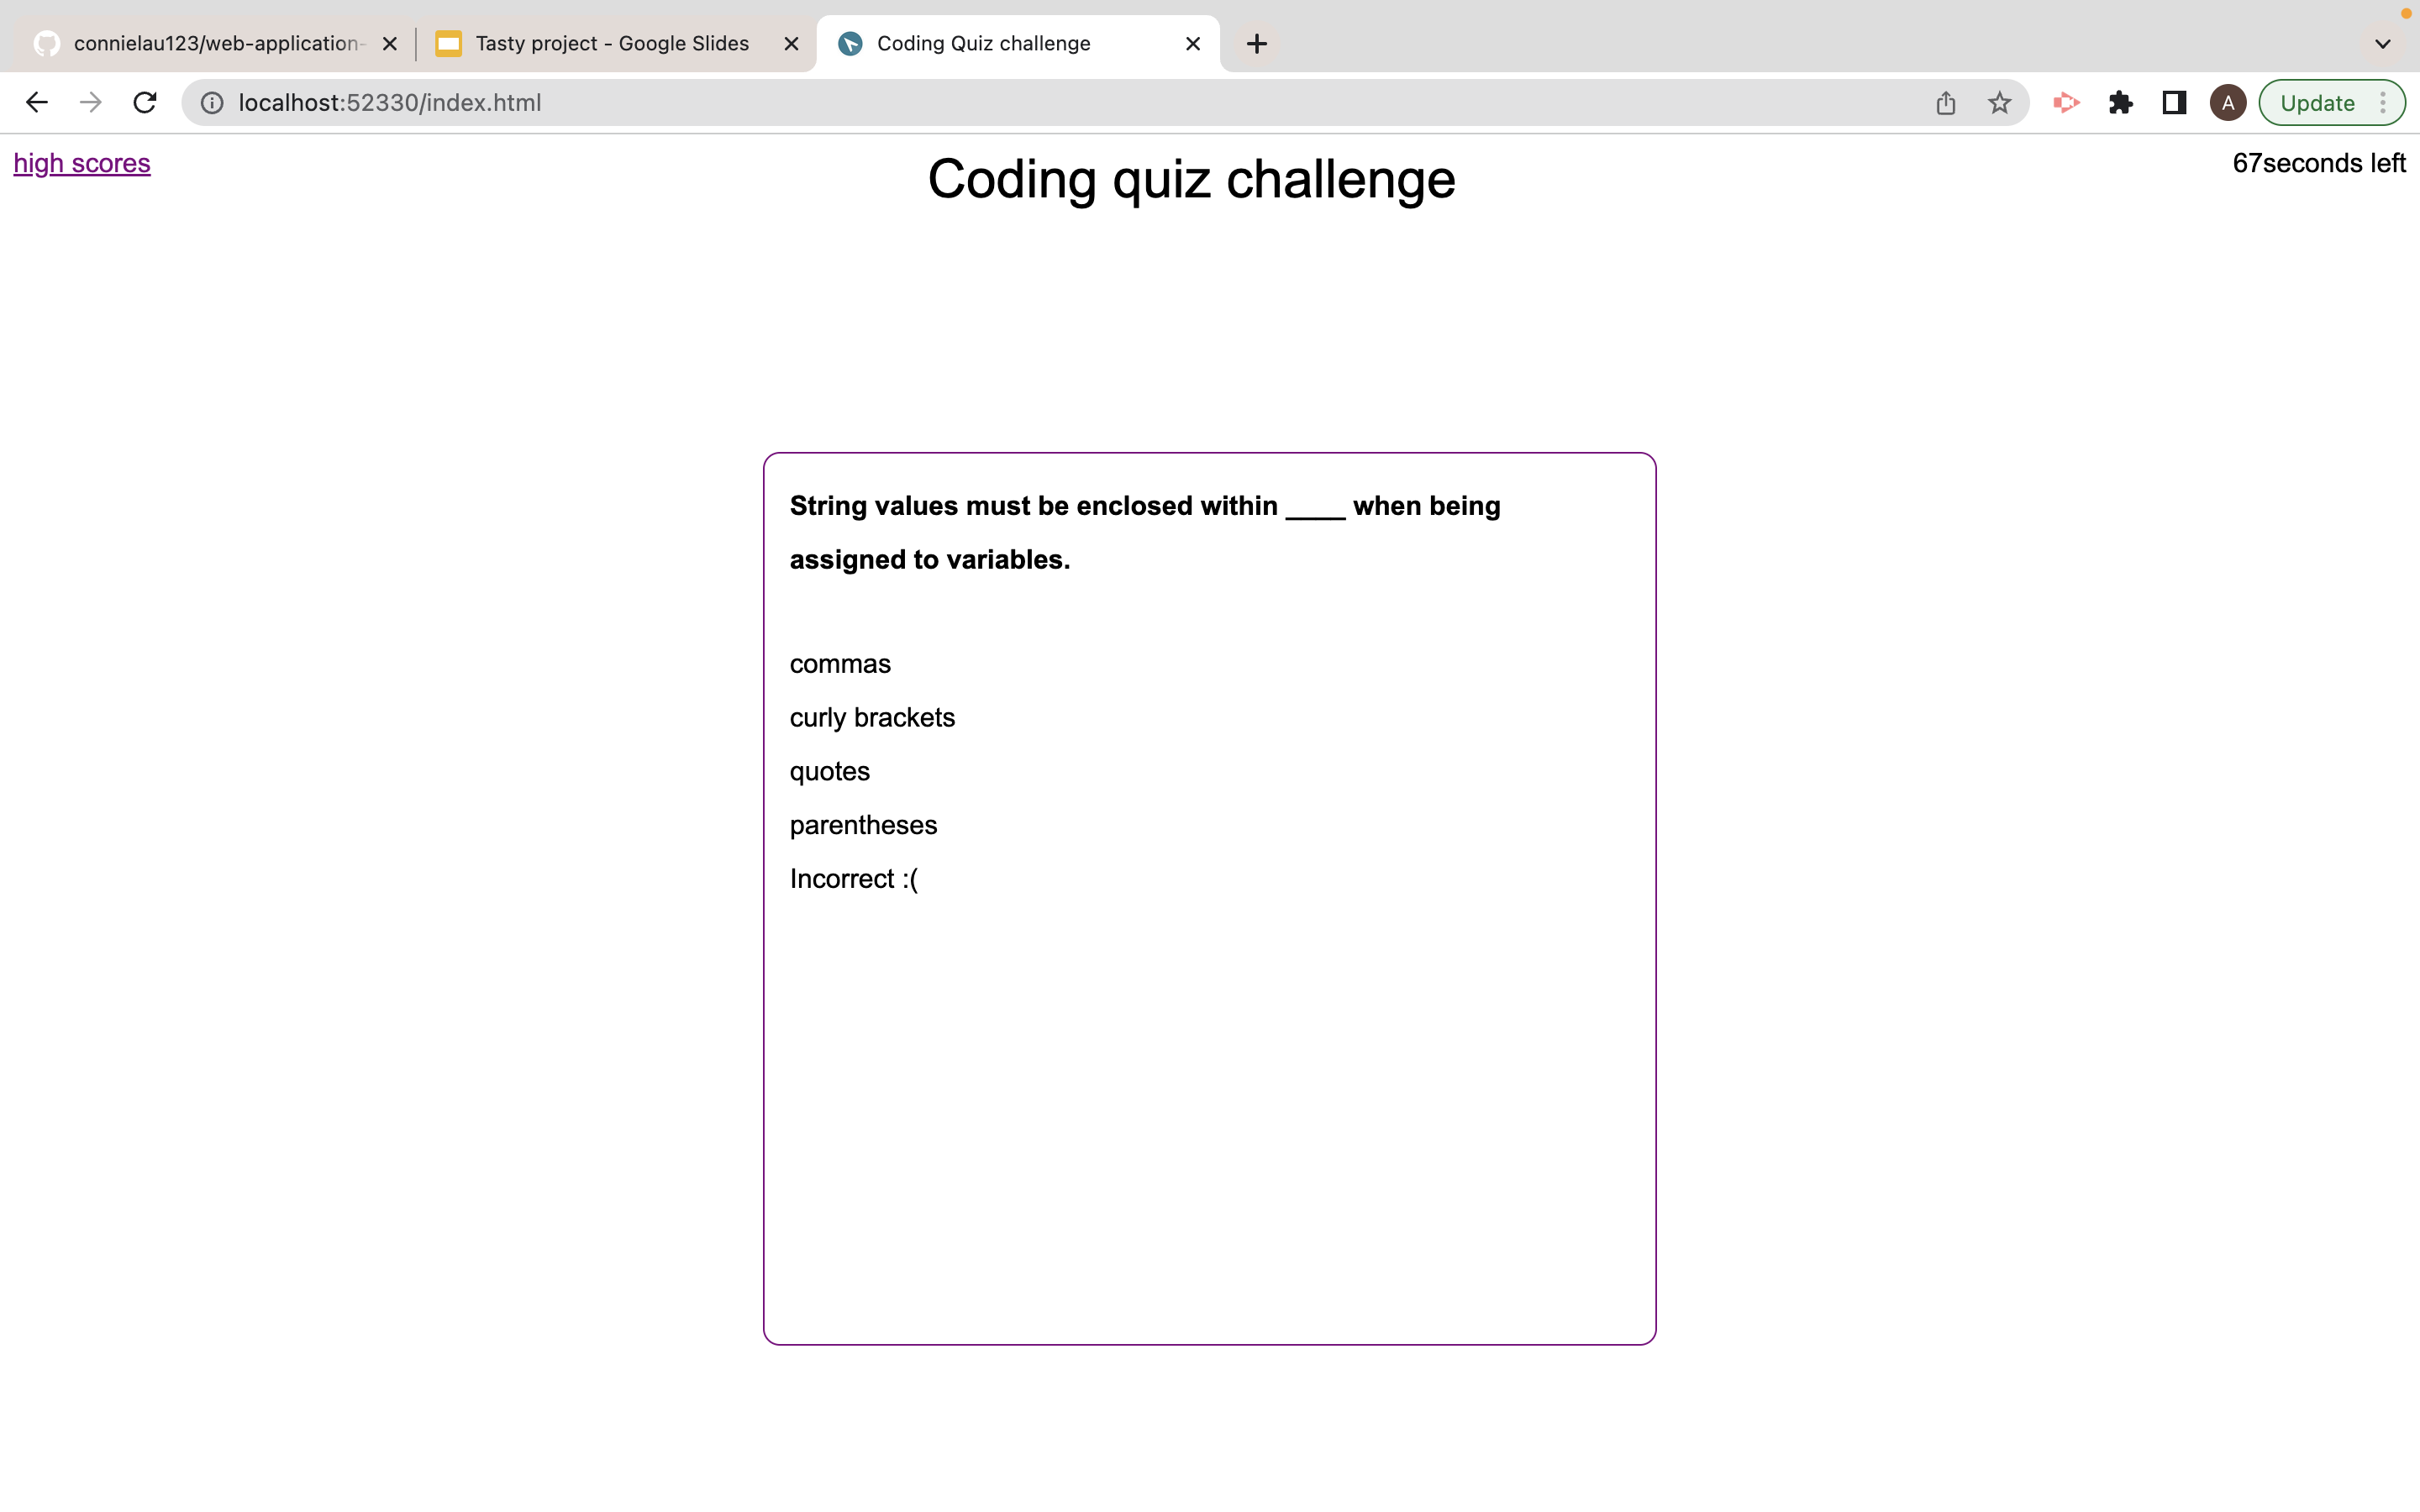 connielau123/web-application-
Tasty project - Google Slides
Coding Quiz challenge
localhost:52330/index.html
A
Update
high scores
Coding quiz challenge
67seconds left
String values must be enclosed within ____ when being
assigned to variables.
commas
curly brackets
quotes
parentheses
Incorrect :(